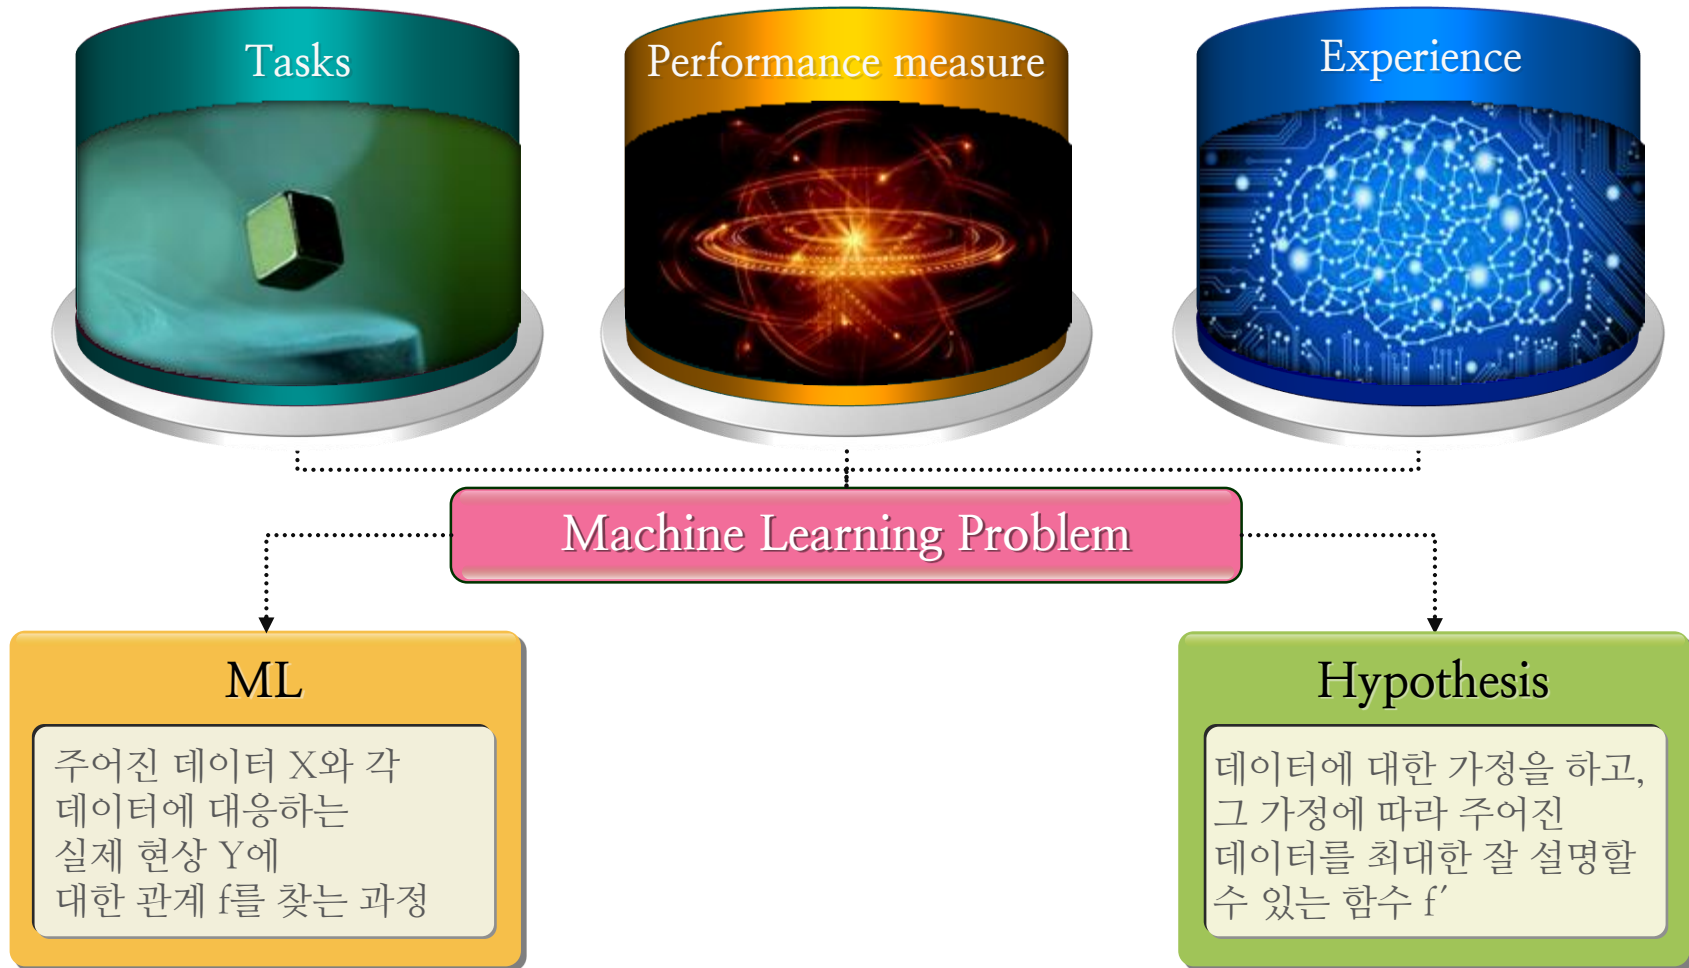 Tasks
Performance measure
Experience
Machine Learning Problem
ML
주어진 데이터 X와 각
데이터에 대응하는
실제 현상 Y에
대한 관계 f를 찾는 과정
Hypothesis
데이터에 대한 가정을 하고,
그 가정에 따라 주어진
데이터를 최대한 잘 설명할
수 있는 함수 f′